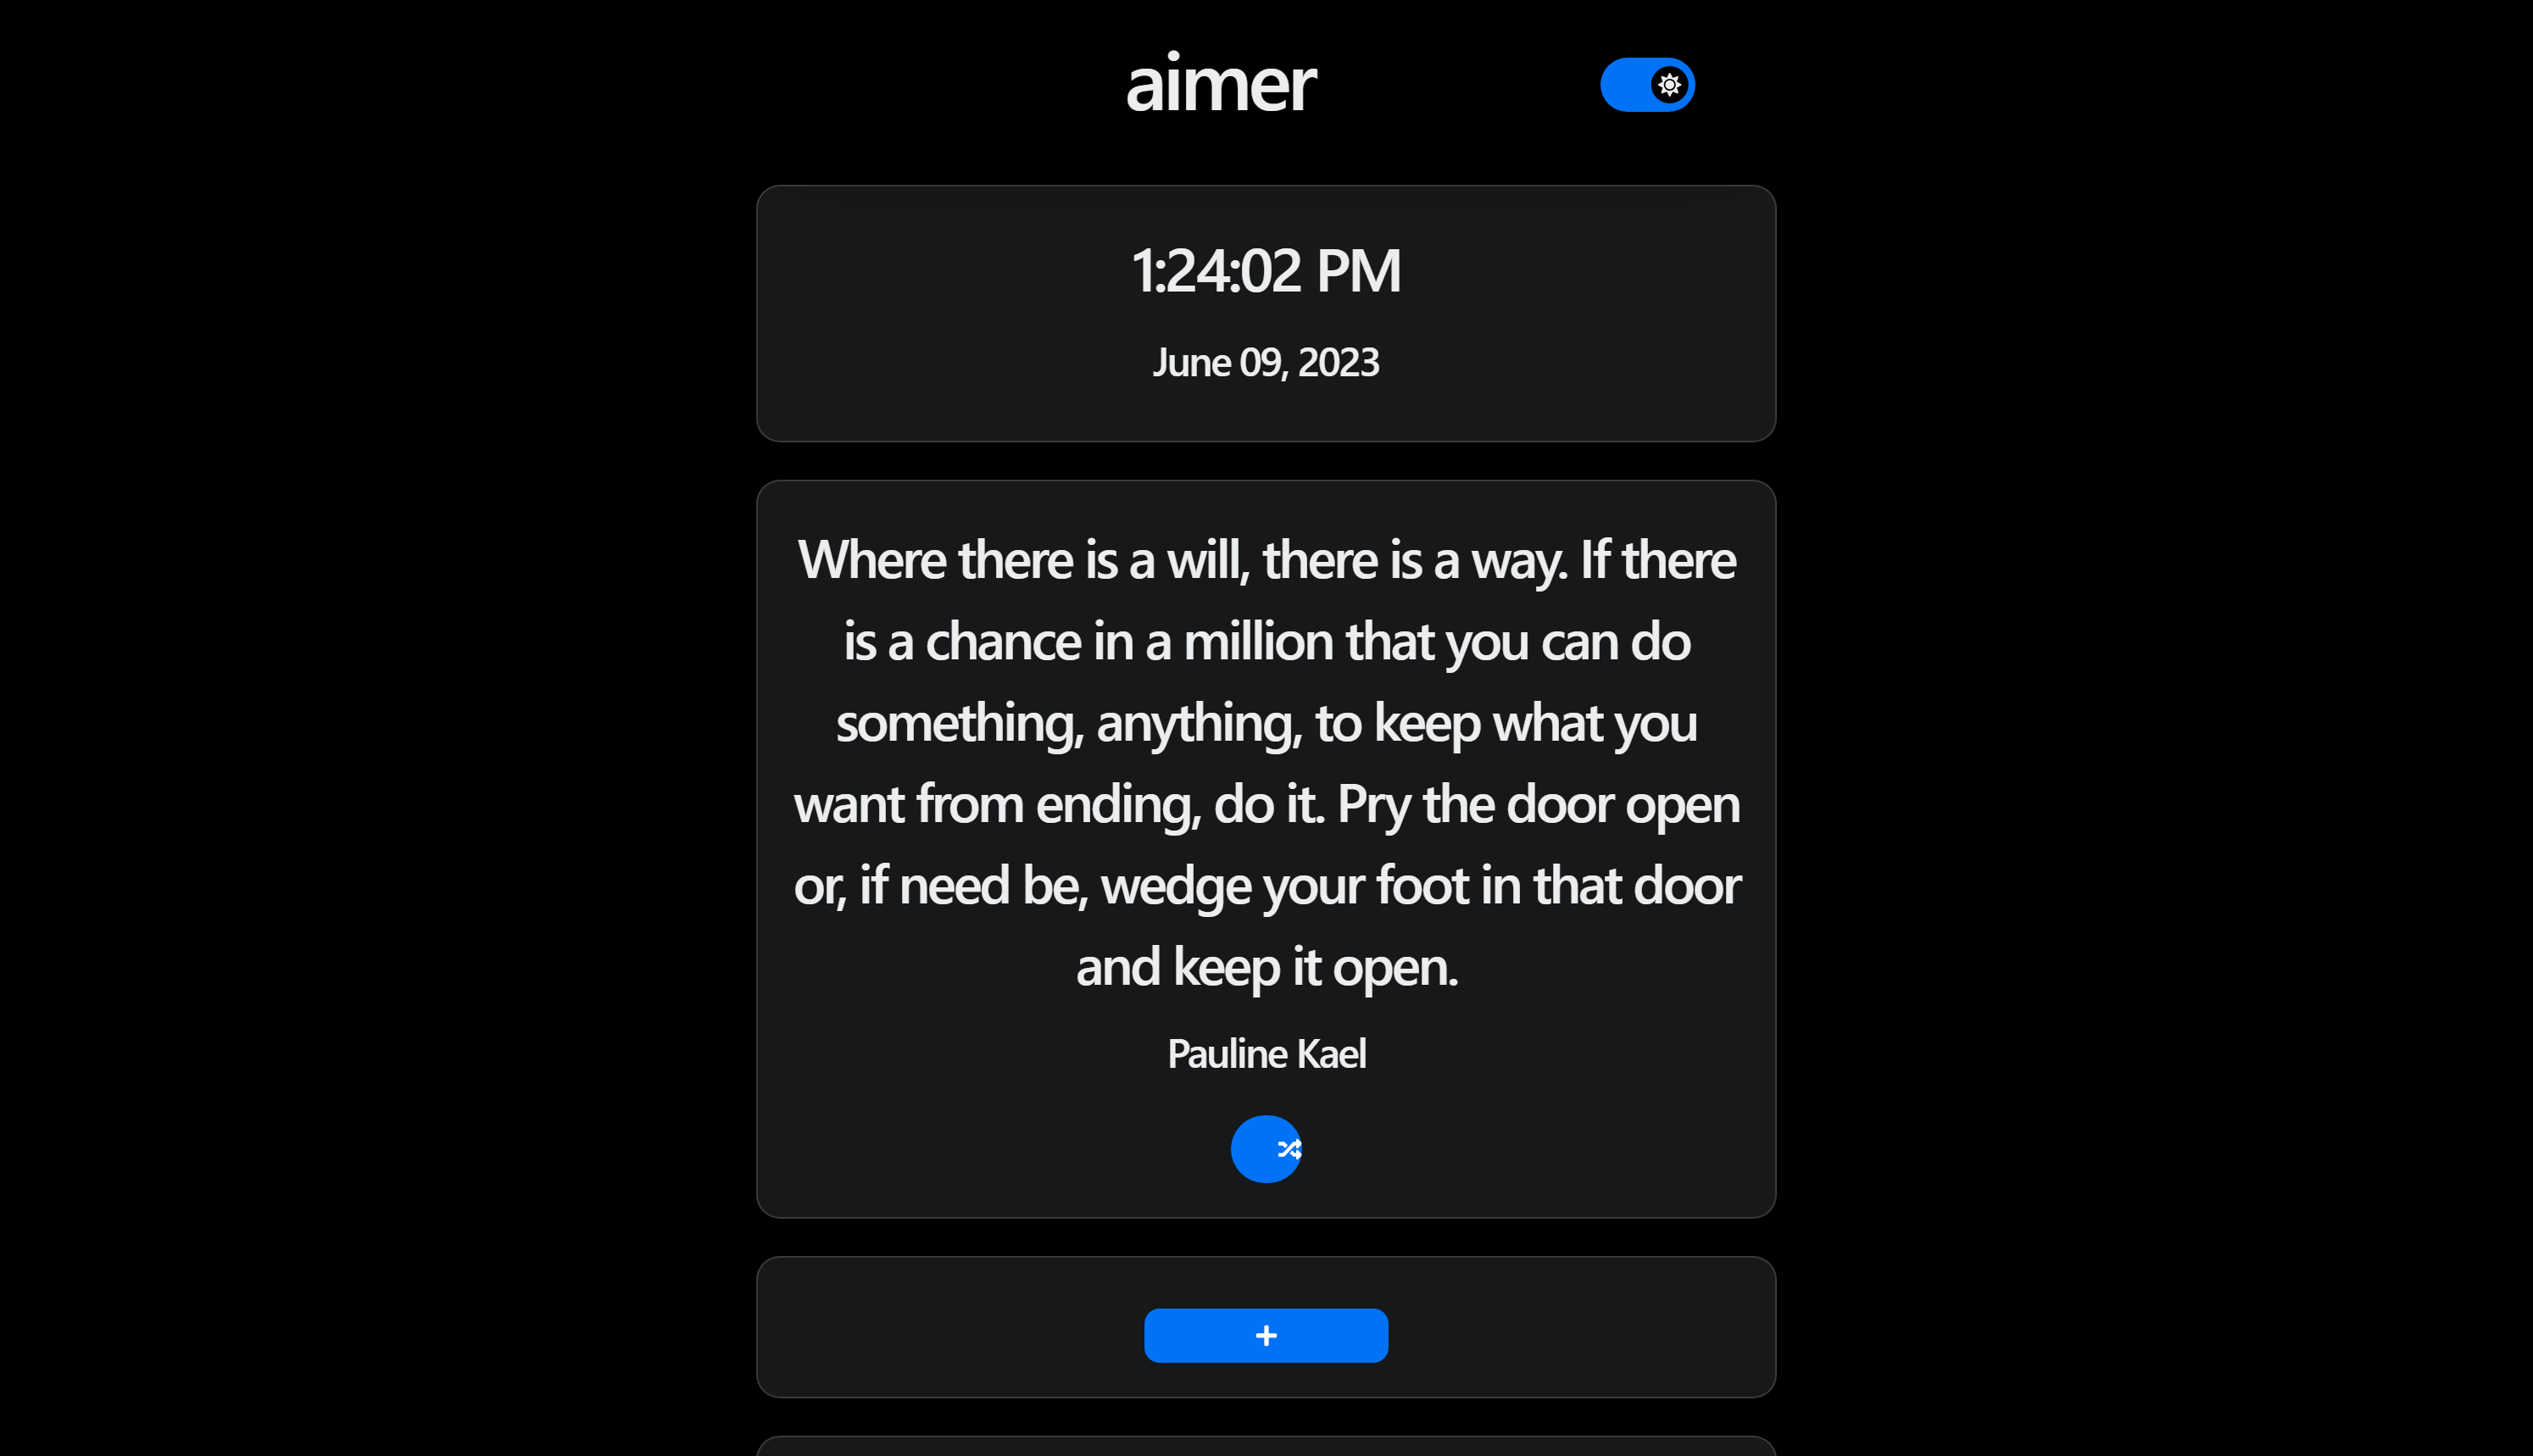 aimer
1:24:02 PM
June 09, 2023
Where there is a will, there is a way. If there
is a chance in a million that you can do
something, anything, to keep what you
want from ending, do it. Pry the door open
or, if need be, wedge your foot in that door
and keep it open.
Pauline Kael
+